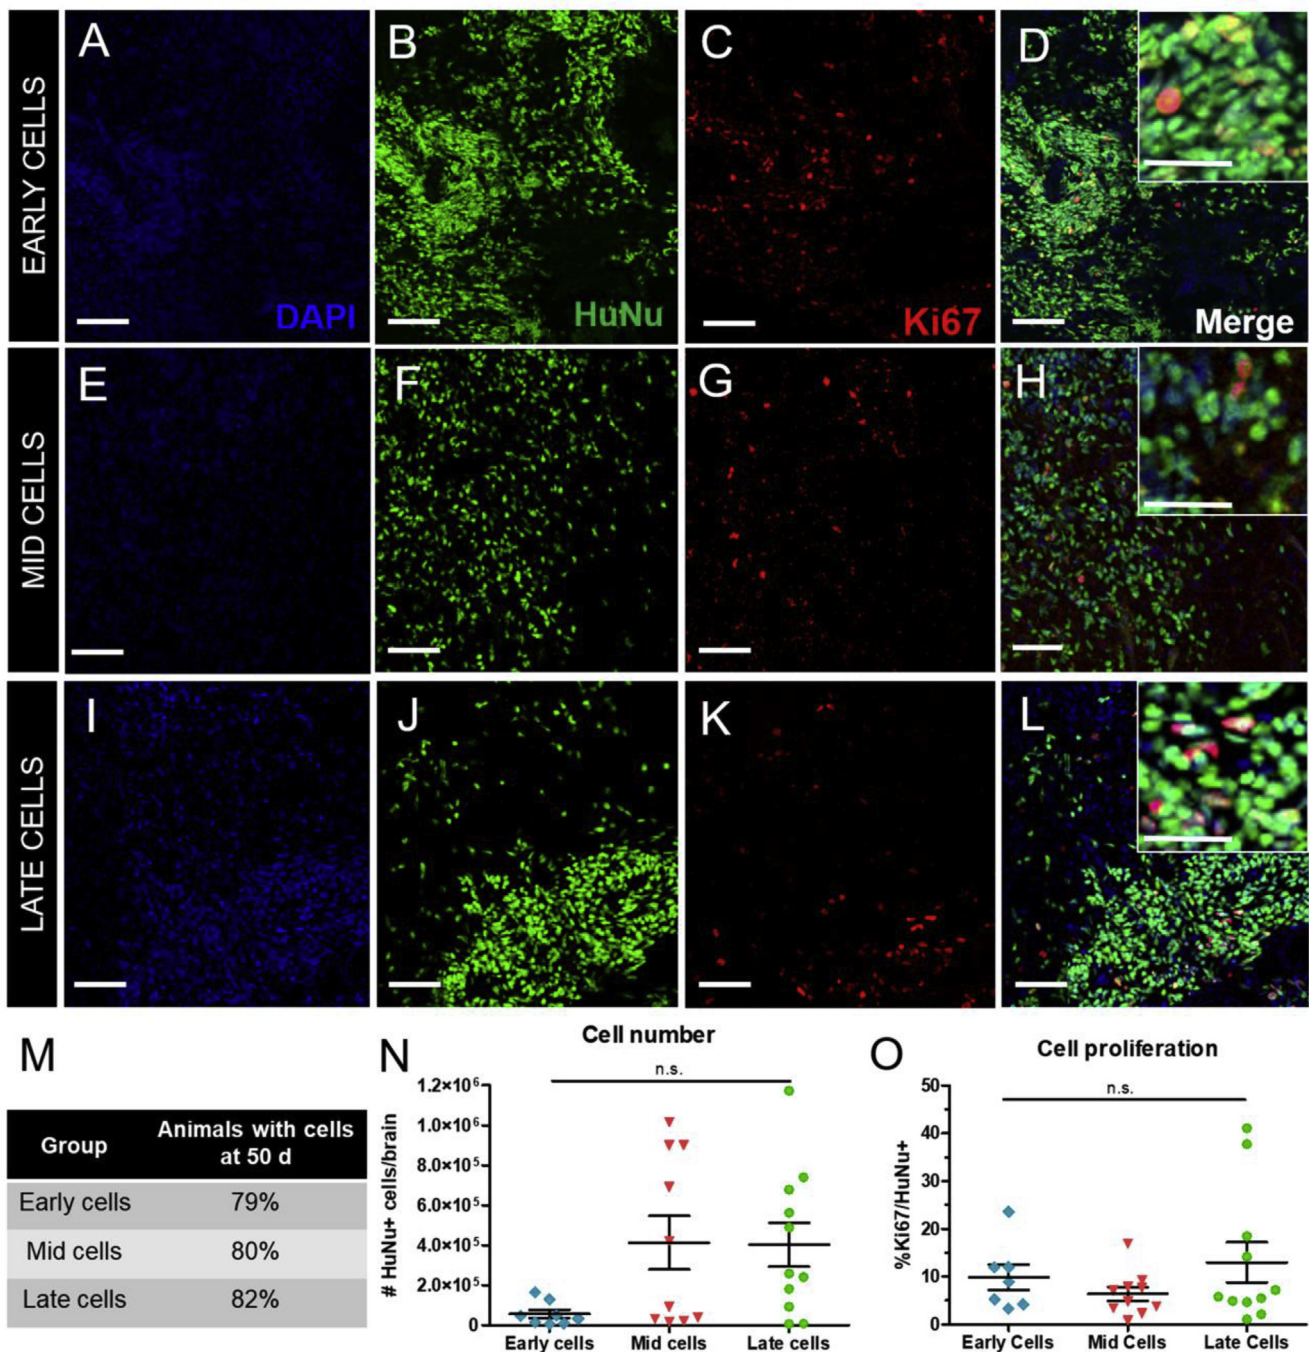 EARLY CELLS
A
DAPI
B
HuNu
C
Ki67
D
Merge
MID CELLS
E
F
G
H
LATE CELLS
I
J
K
L
M
Group
Animals with cells
at 50 d
Early cells 79%
Mid cells 80%
Late cells 82%
N
Cell number
n.s.
# HuNu+ cells/brain
1.2×10⁶
1.0×10⁶
8.0×10⁵
6.0×10⁵
4.0×10⁵
2.0×10⁵
0
Early cells Mid cells Late cells
O
Cell proliferation
n.s.
%Ki67/HuNu+
50
40
30
20
10
0
Early Cells Mid Cells Late Cells